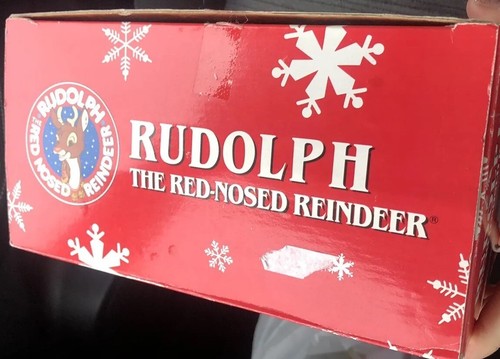 RUDOLPH
THE RED NOSED REINDEER
RUDOLPH
THE RED-NOSED REINDEER®